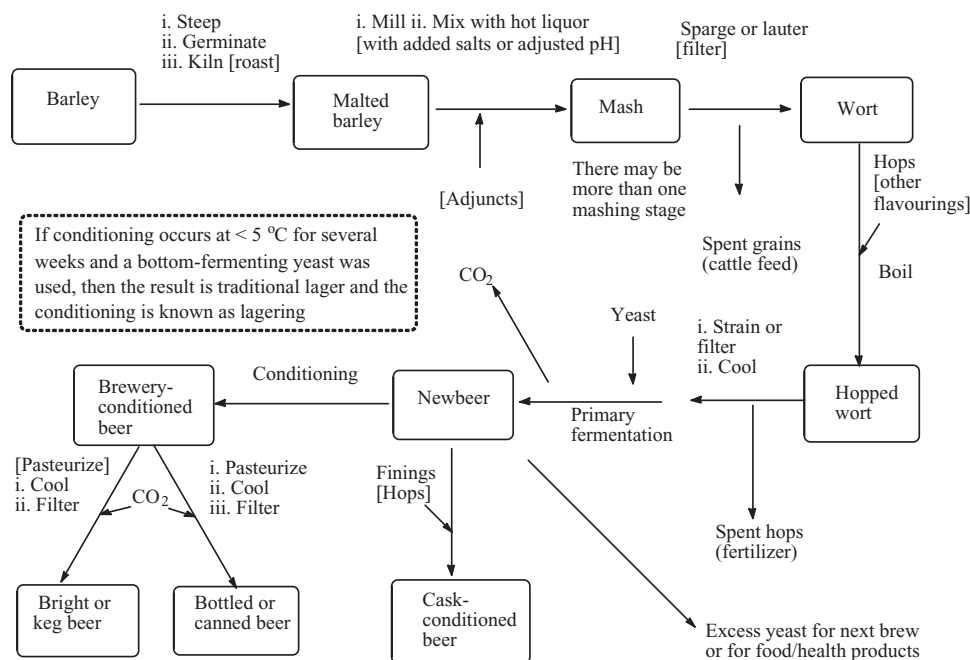 i. Steep
ii. Germinate
iii. Kiln [roast]
i. Mill ii. Mix with hot liquor
[with added salts or adjusted pH]
Sparge or lauter
[filter]
Barley
Malted
barley
Mash
Wort
[Adjuncts]
There may be
more than one
mashing stage
Spent grains
(cattle feed)
Hops
[other
flavourings]
Boil
If conditioning occurs at < 5 °C for several
weeks and a bottom-fermenting yeast was
used, then the result is traditional lager and the
conditioning is known as lagering
CO2
Yeast
i. Strain or
filter
ii. Cool
Hopped
wort
Primary
fermentation
Newbeer
Conditioning
Brewery-
conditioned
beer
[Pasteurize]
i. Cool
ii. Filter
CO2
i. Pasteurize
ii. Cool
iii. Filter
Finings
[Hops]
Spent hops
(fertilizer)
Bright or
keg beer
Bottled or
canned beer
Cask-
conditioned
beer
Excess yeast for next brew
or for food/health products